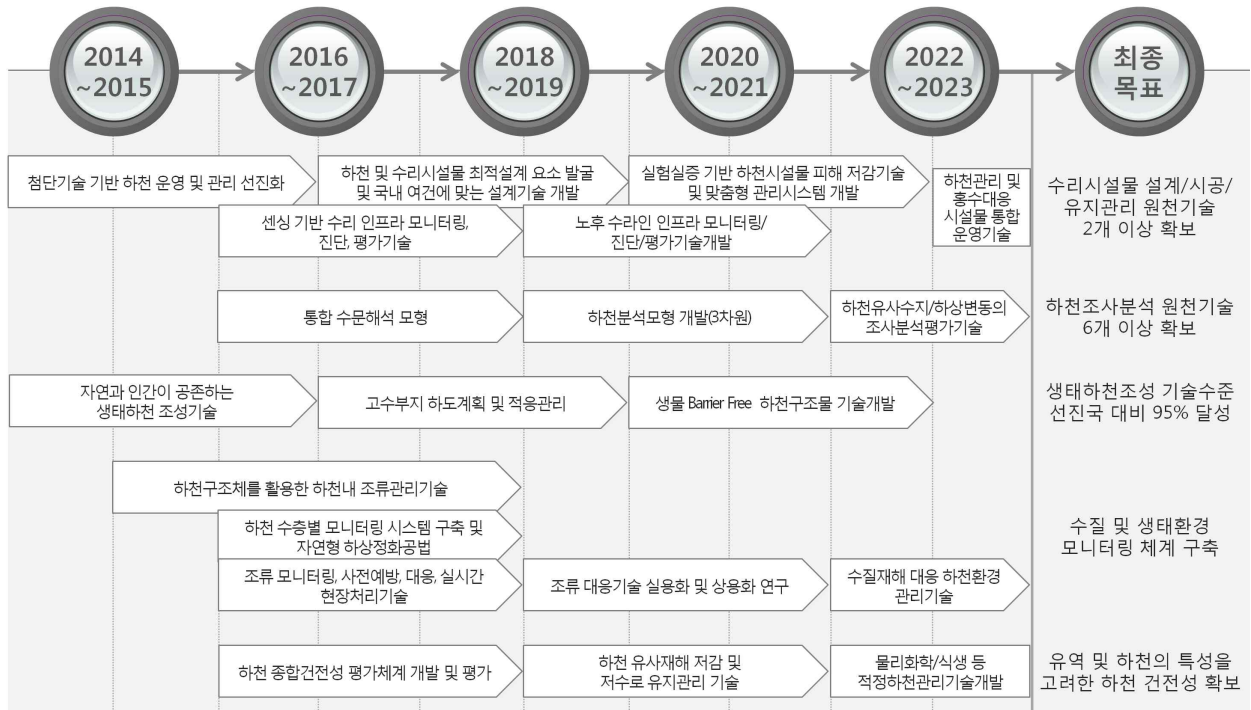 2014
~2015
2016
~2017
2018
~2019
2020
~2021
2022
~2023
최종
목표
첨단기술 기반 하천 운영 및 관리 선진화
하천 및 수리시설물 최적설계 요소 발굴
및 국내 여건에 맞는 설계기술 개발
실험실증 기반 하천시설물 피해 저감기술
및 맞춤형 관리시스템 개발
하천관리 및
홍수대응
시설물 통합
운영기술
수리시설물 설계/시공/
유지관리 원천기술
2개 이상 확보
센싱 기반 수리 인프라 모니터링,
진단, 평가기술
노후 수라인 인프라 모니터링/
진단/평가기술개발
통합 수문해석 모형
하천분석모형 개발(3차원)
하천유사수지/하상변동의
조사분석평가기술
하천조사분석 원천기술
6개 이상 확보
자연과 인간이 공존하는
생태하천 조성기술
고수부지 하도계획 및 적응관리
생물 Barrier Free 하천구조물 기술개발
생태하천조성 기술수준
선진국 대비 95% 달성
하천구조체를 활용한 하천내 조류관리기술
하천 수층별 모니터링 시스템 구축 및
자연형 하상정화공법
수질 및 생태환경
모니터링 체계 구축
조류 모니터링, 사전예방, 대응, 실시간
현장처리기술
조류 대응기술 실용화 및 상용화 연구
수질재해 대응 하천환경
관리기술
하천 종합건전성 평가체계 개발 및 평가
하천 유사재해 저감 및
저수로 유지관리 기술
물리화학/식생 등
적정하천관리기술개발
유역 및 하천의 특성을
고려한 하천 건전성 확보